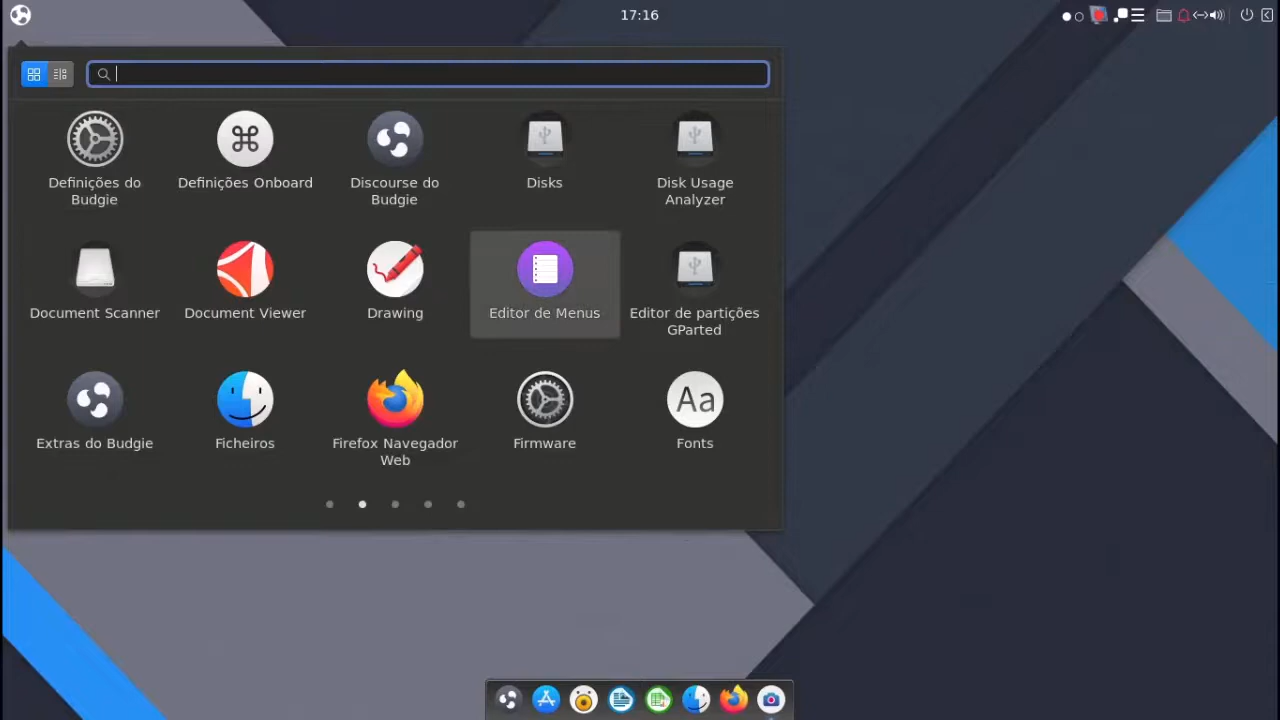 17:16
Definições do
Budgie
Definições Onboard
Discourse do
Budgie
Disks
Disk Usage
Analyzer
Document Scanner
Document Viewer
Drawing
Editor de Menus
Editor de partições
GParted
Extras do Budgie
Ficheiros
Firefox Navegador
Web
Firmware
Aa
Fonts